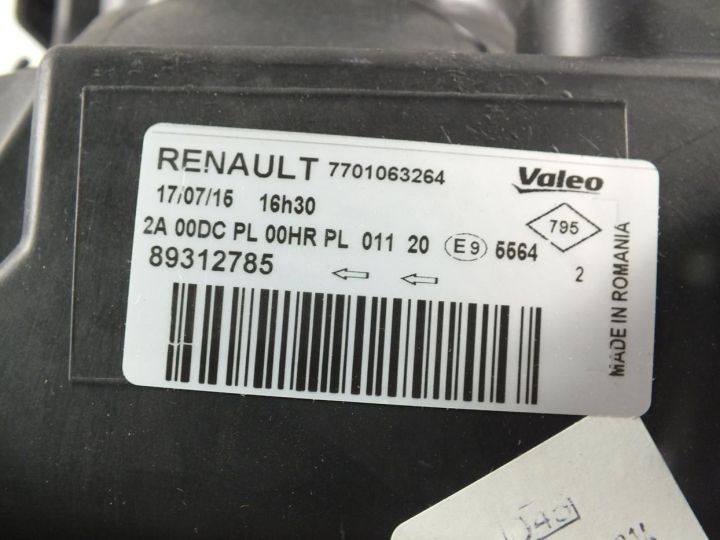 RENAULT 7701063264
Valeo
17/07/15 16h30
2A 00DC PL 00HR PL 011 20 E9 5564
795
89312785
2
MADE IN ROMANIA